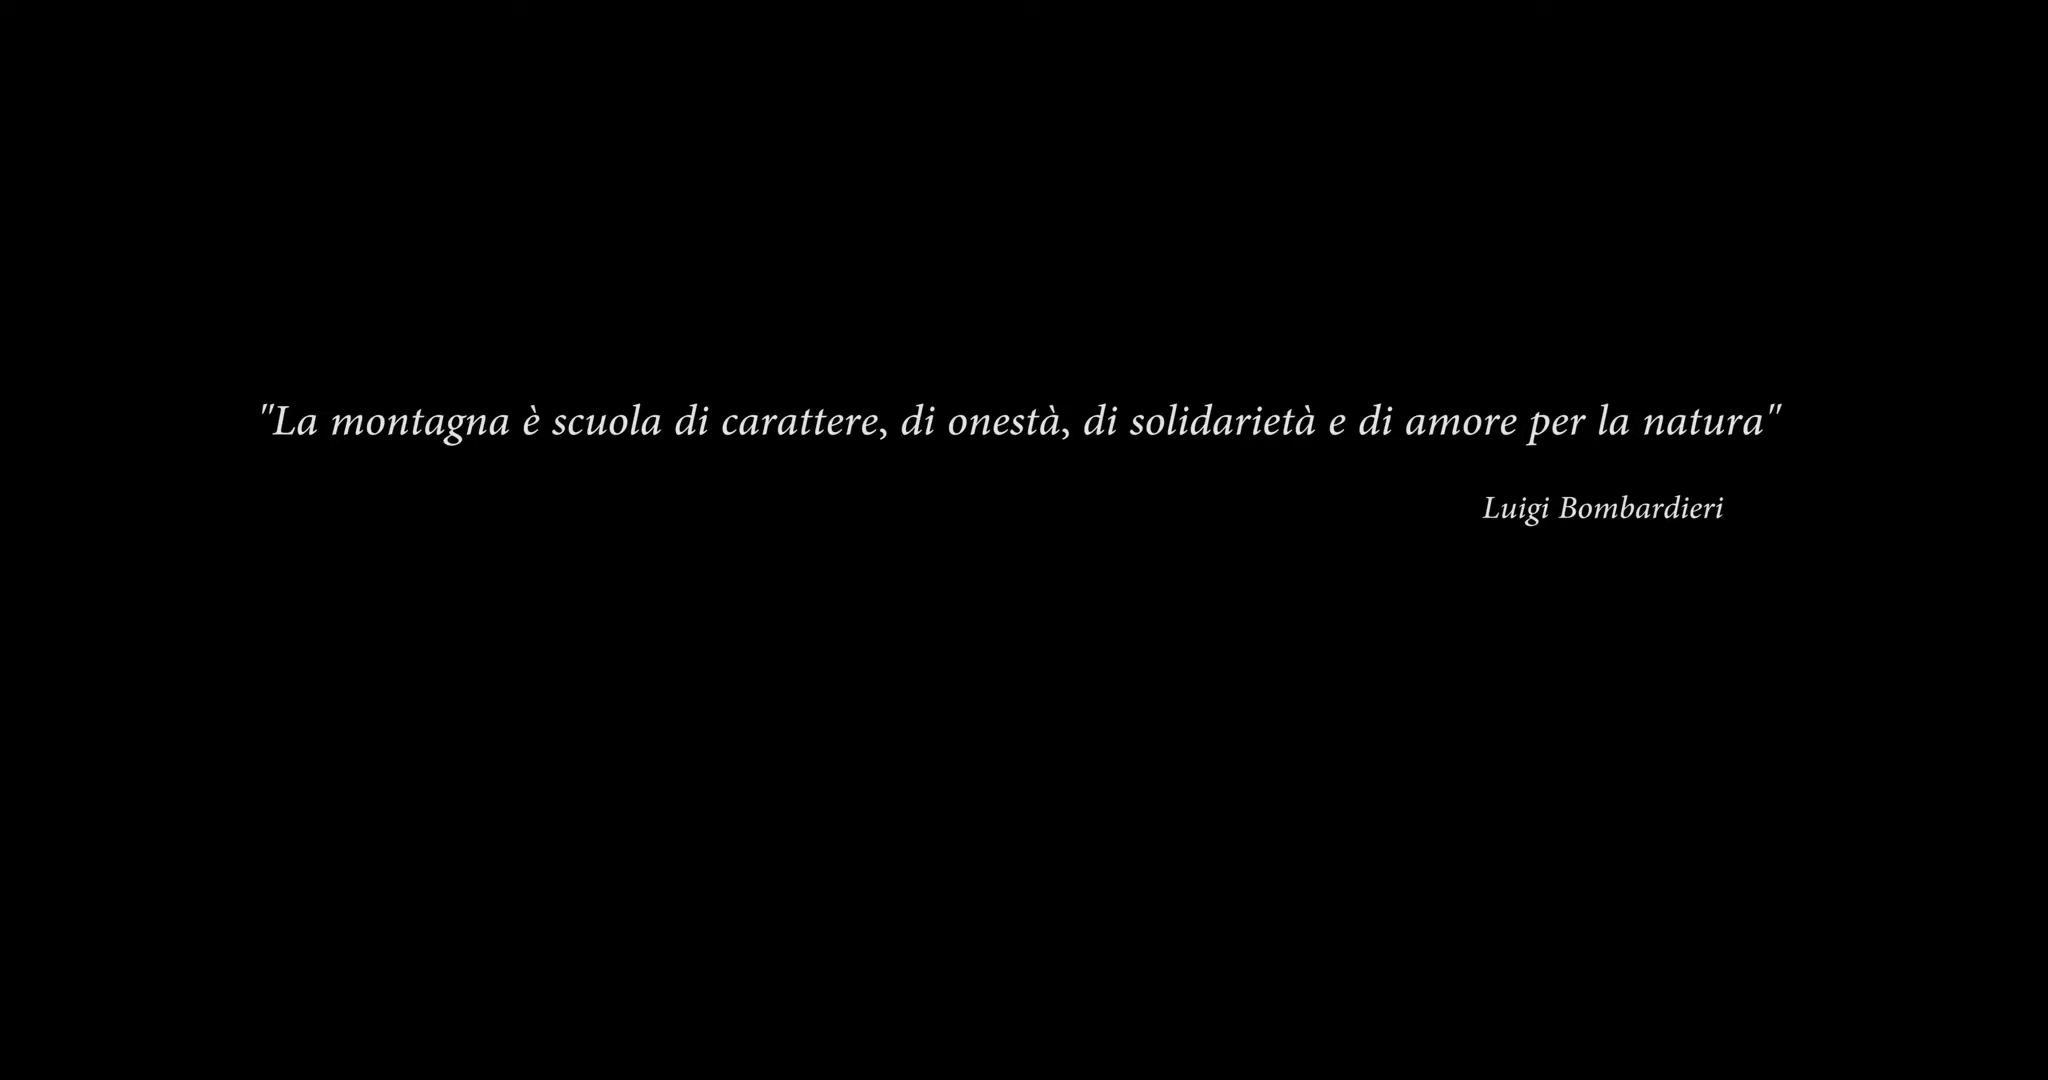 "La montagna è scuola di carattere, di onestà, di solidarietà e di amore per la natura"
Luigi Bombardieri